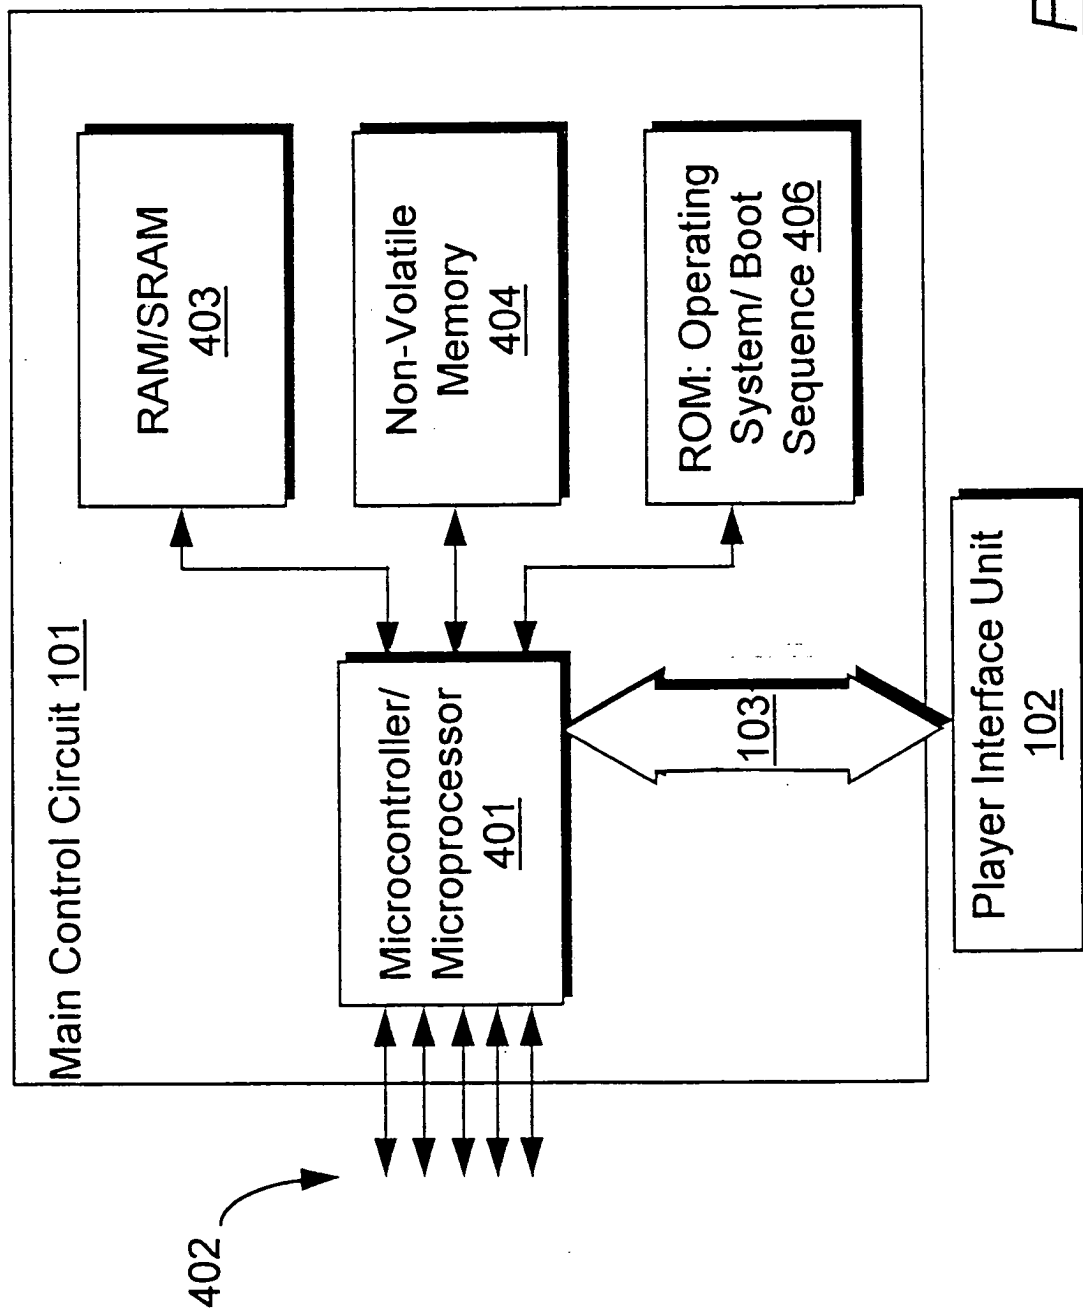 Main Control Circuit 101
RAM/SRAM
403
Non-Volatile
Memory
404
ROM: Operating
System/ Boot
Sequence 406
Microcontroller/
Microprocessor
401
402
103
Player Interface Unit
102